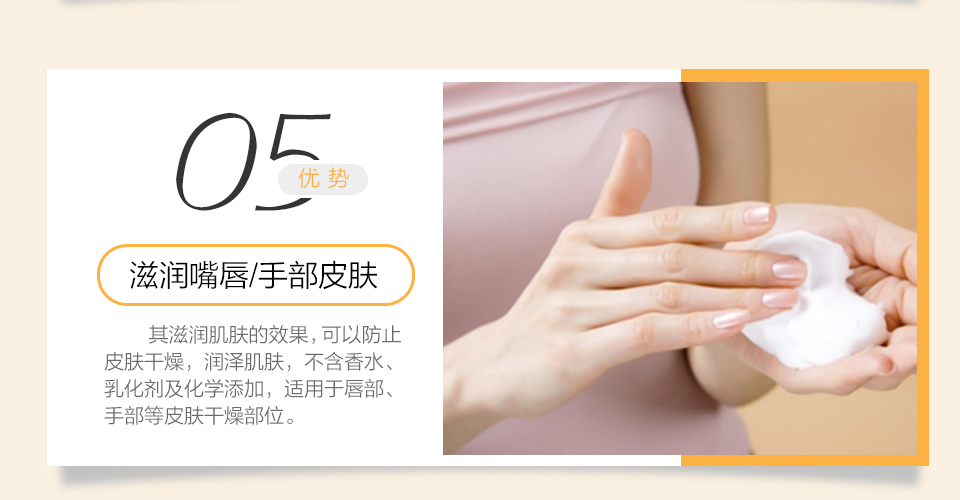 05
优势
滋润嘴唇/手部皮肤
其滋润肌肤的效果,可以防止
皮肤干燥，润泽肌肤，不含香水、
乳化剂及化学添加，适用于唇部、
手部等皮肤干燥部位。